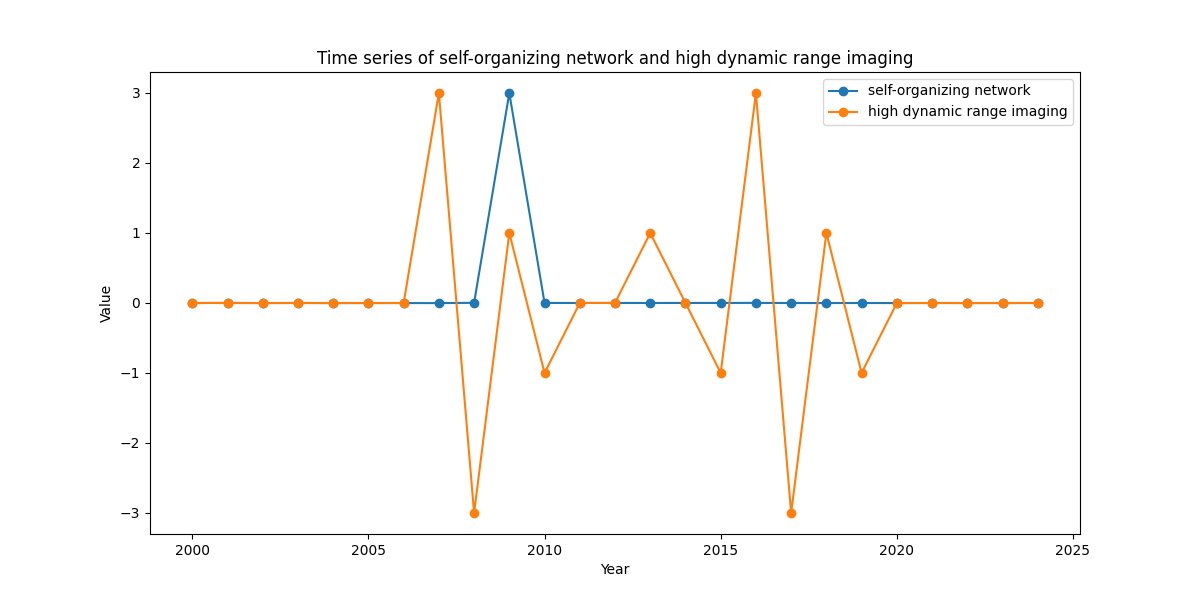 Time series of self-organizing network and high dynamic range imaging
self-organizing network
high dynamic range imaging
3
2
1
0
−1
−2
−3
Value
2000
2005
2010
2015
2020
2025
Year